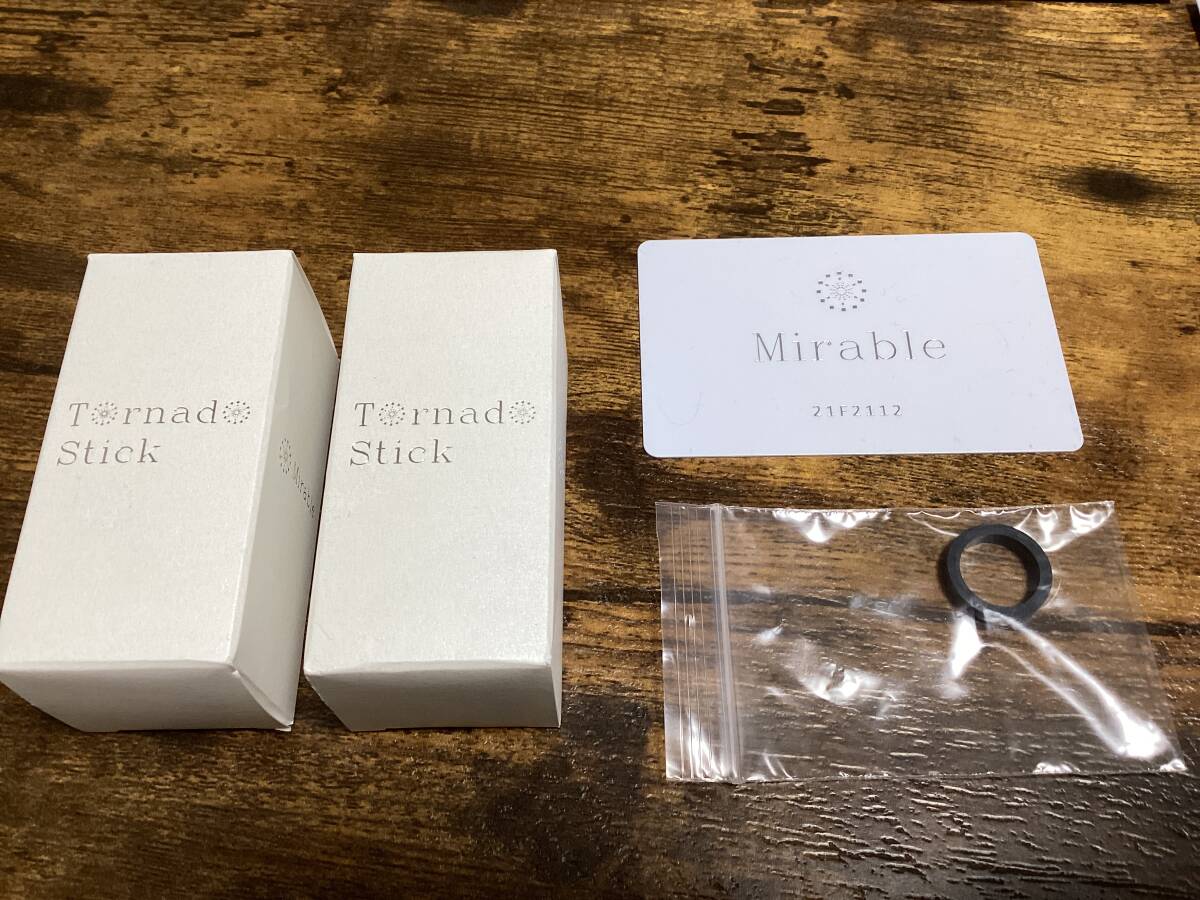 Tornado
Stick
Mirable
Tornado
Stick
Mirable
21F2112